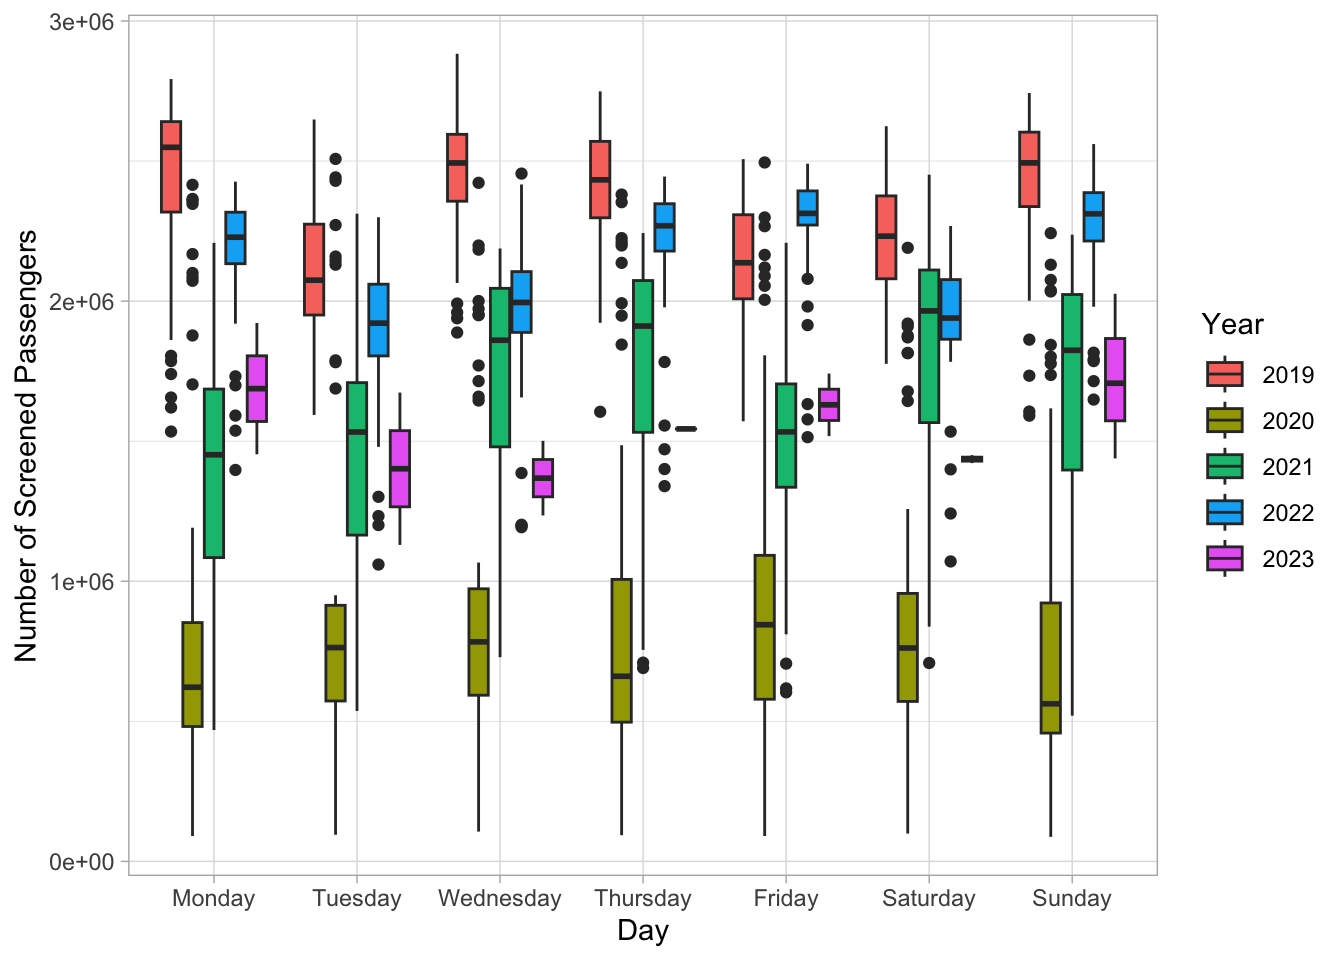 Number of Screened Passengers
3e+06
2e+06
1e+06
0e+00
Monday Tuesday Wednesday Thursday Friday Saturday Sunday
Day
Year
2019
2020
2021
2022
2023